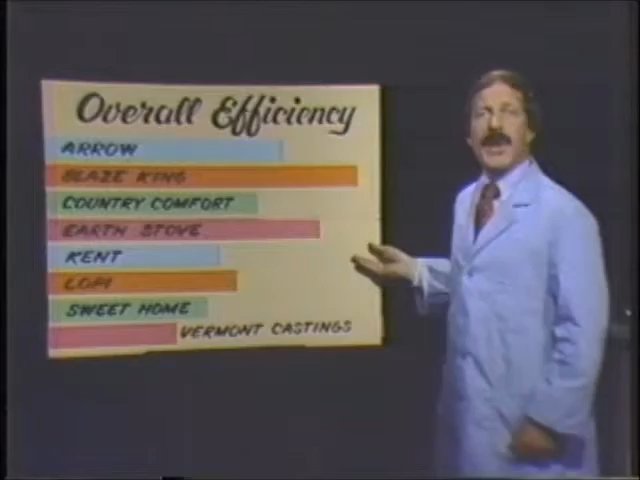 Overall Efficiency
ARROW
BLAZE KING
COUNTRY COMFORT
EARTH STOVE
KENT
LOPI
SWEET HOME
VERMONT CASTINGS